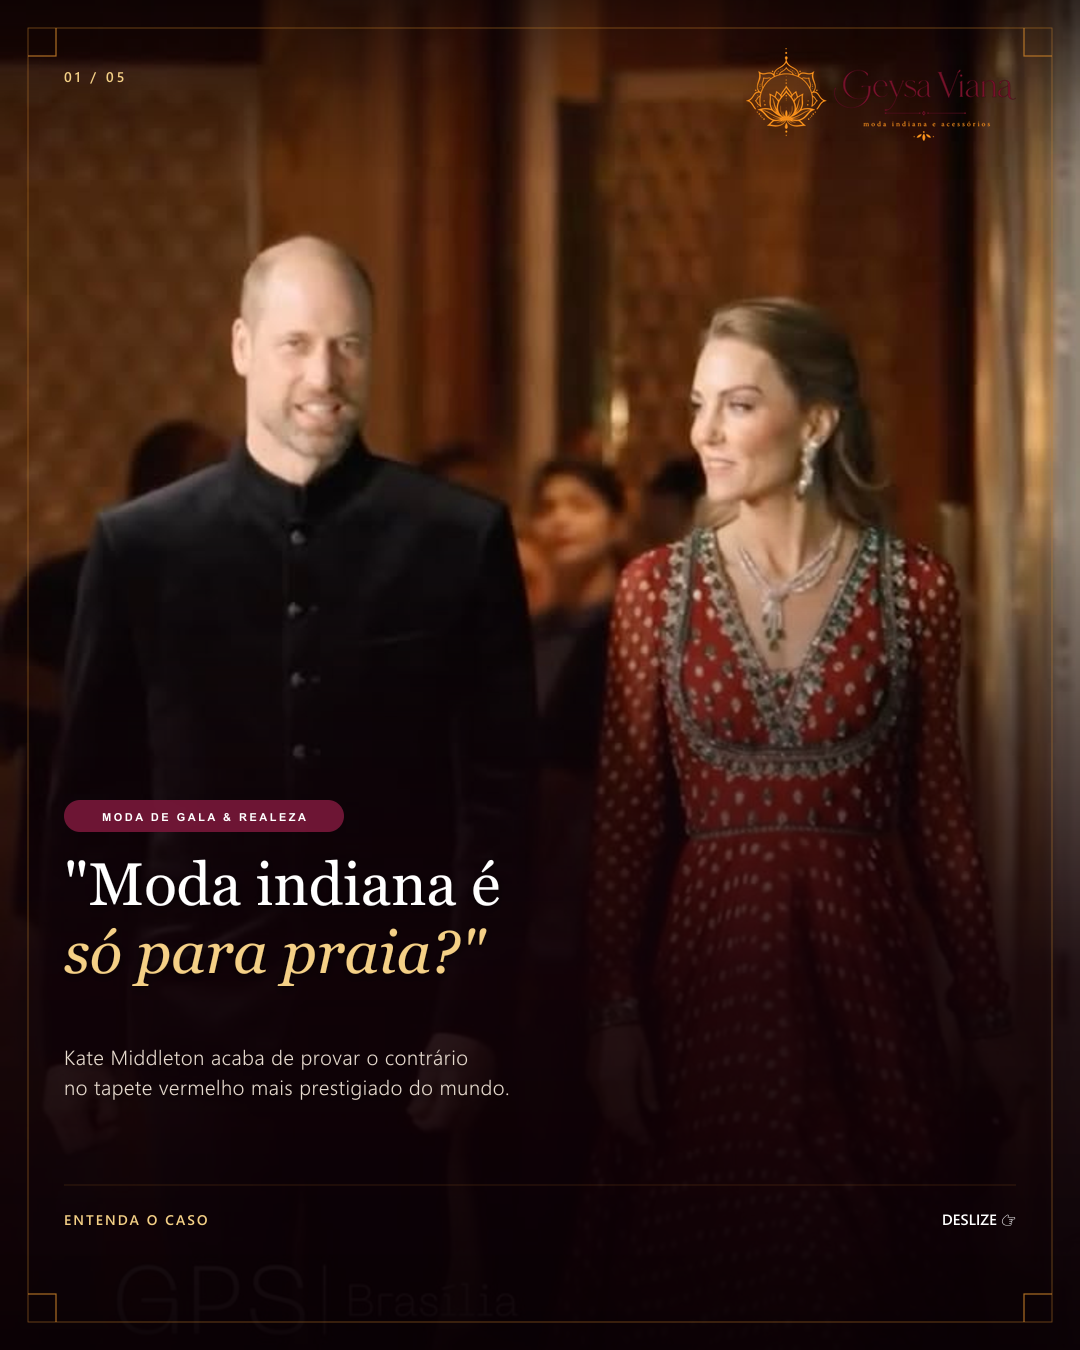 01 / 05
Geysa Viana
moda indiana e acessórios
MODA DE GALA & REALEZA
"Moda indiana é
só para praia?"
Kate Middleton acaba de provar o contrário
no tapete vermelho mais prestigiado do mundo.
ENTENDA O CASO
DESLIZE ☞
GPS | Brasília